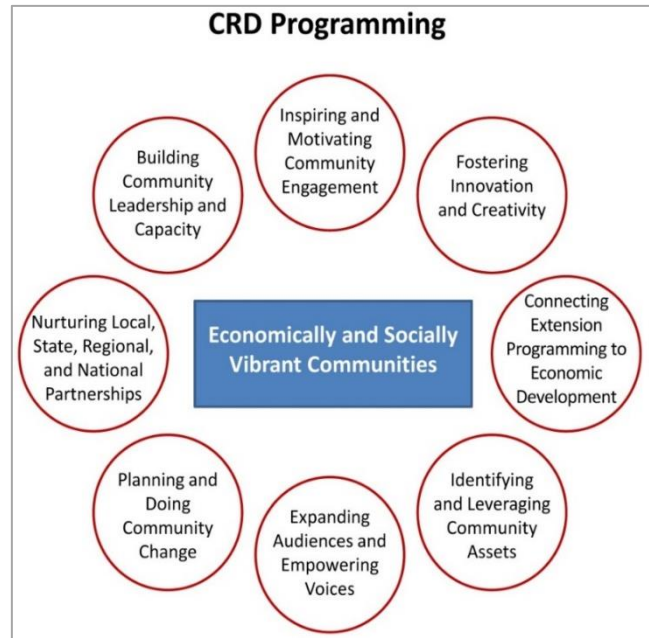 CRD Programming
Inspiring and
Motivating
Community
Engagement
Fostering
Innovation
and Creativity
Connecting
Extension
Programming to
Economic
Development
Identifying
and Leveraging
Community
Assets
Expanding
Audiences and
Empowering
Voices
Planning and
Doing
Community
Change
Nurturing Local,
State, Regional,
and National
Partnerships
Building
Community
Leadership and
Capacity
Economically and Socially
Vibrant Communities